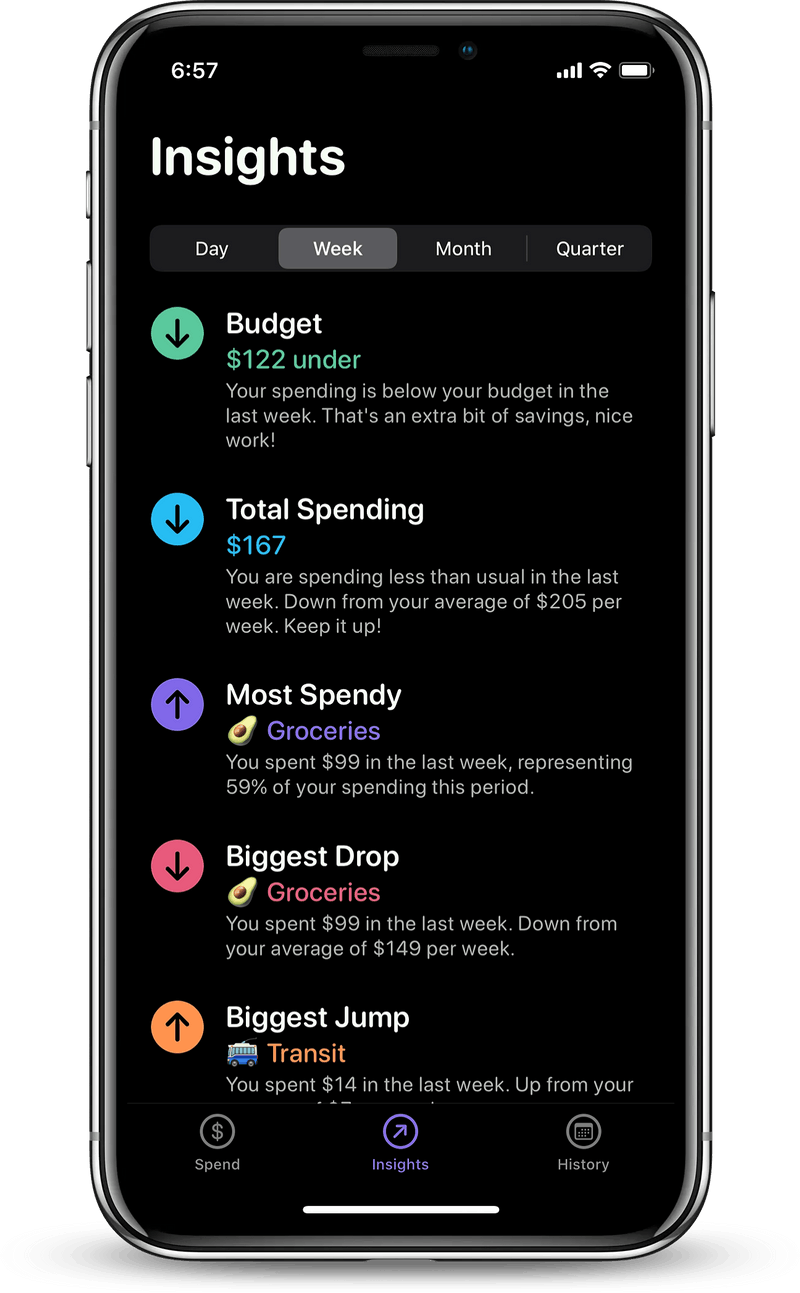 6:57
Insights
Day Week Month Quarter
Budget
$122 under
Your spending is below your budget in the
last week. That's an extra bit of savings, nice
work!
Total Spending
$167
You are spending less than usual in the last
week. Down from your average of $205 per
week. Keep it up!
Most Spendy
Groceries
You spent $99 in the last week, representing
59% of your spending this period.
Biggest Drop
Groceries
You spent $99 in the last week. Down from
your average of $149 per week.
Biggest Jump
Transit
You spent $14 in the last week. Up from your
$
Spend Insights History